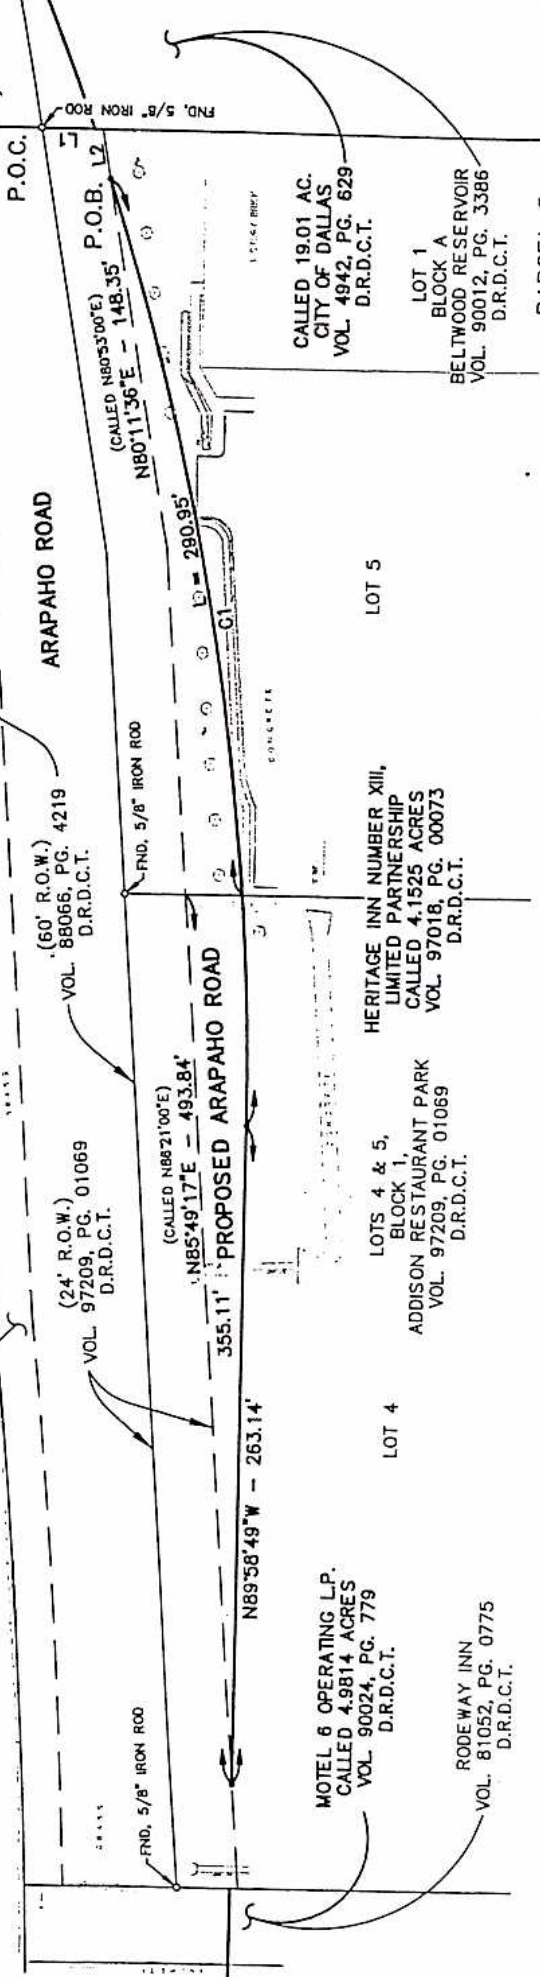 P.O.C.
FND. 5/8" IRON ROD
L1
L2
P.O.B.
(CALLED N80°53'00"E)
N80°11'36"E - 148.35'
ARAPAHO ROAD
CALLED 19.01 AC.
CITY OF DALLAS
VOL. 4942, PG. 629
D.R.D.C.T.
LOT 1
BLOCK A
BELTWOOD RESERVOIR
VOL. 90012, PG. 3386
D.R.D.C.T.
290.95'
C1
LOT 5
CONCRETE
FND. 5/8" IRON ROD
(60' R.O.W.)
VOL. 88066, PG. 4219
D.R.D.C.T.
HERITAGE INN NUMBER XIII,
LIMITED PARTNERSHIP
CALLED 4.1525 ACRES
VOL. 97018, PG. 00073
D.R.D.C.T.
(CALLED N86°21'00"E)
N85°49'17"E - 493.84'
355.11'
PROPOSED ARAPAHO ROAD
(24' R.O.W.)
VOL. 97209, PG. 01069
D.R.D.C.T.
LOTS 4 & 5,
BLOCK 1,
ADDISON RESTAURANT PARK
VOL. 97209, PG. 01069
D.R.D.C.T.
N89°58'49"W - 263.14'
LOT 4
FND. 5/8" IRON ROD
MOTEL 6 OPERATING L.P.
CALLED 4.9814 ACRES
VOL. 90024, PG. 779
D.R.D.C.T.
RODEWAY INN
VOL. 81052, PG. 0775
D.R.D.C.T.